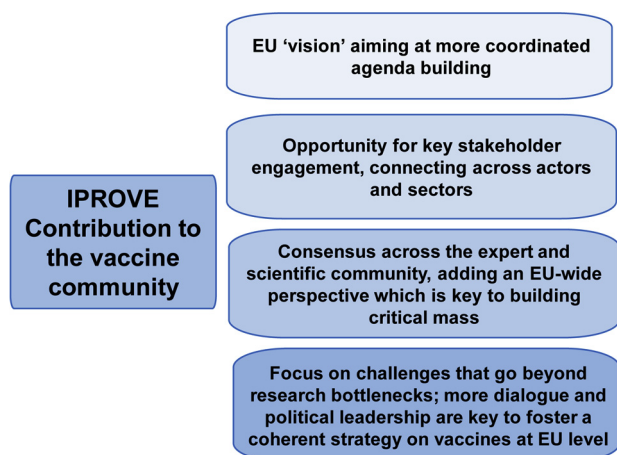 IPROVE
Contribution to
the vaccine
community
EU ‘vision’ aiming at more coordinated
agenda building
Opportunity for key stakeholder
engagement, connecting across actors
and sectors
Consensus across the expert and
scientific community, adding an EU-wide
perspective which is key to building
critical mass
Focus on challenges that go beyond
research bottlenecks; more dialogue and
political leadership are key to foster a
coherent strategy on vaccines at EU level